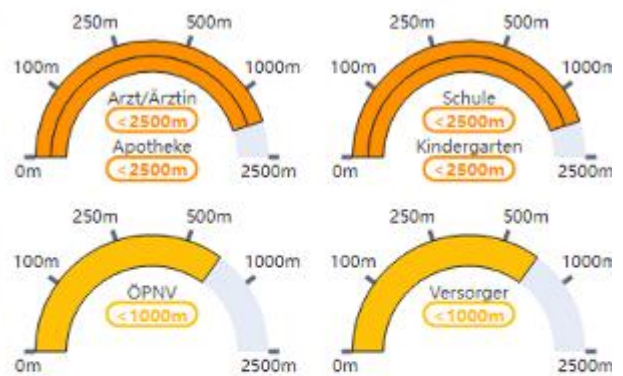 250m 500m
100m 1000m
Arzt/Ärztin
<2500m
Apotheke
<2500m
0m 2500m
250m 500m
100m 1000m
Schule
<2500m
Kindergarten
<2500m
0m 2500m
250m 500m
100m 1000m
ÖPNV
<1000m
0m 2500m
250m 500m
100m 1000m
Versorger
<1000m
0m 2500m